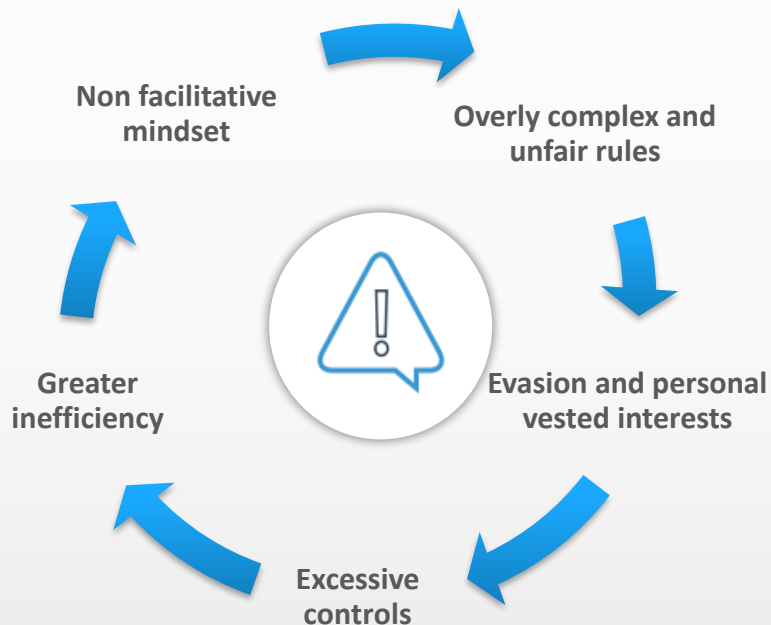 Non facilitative
mindset
Overly complex and
unfair rules
Evasion and personal
vested interests
Excessive
controls
Greater
inefficiency